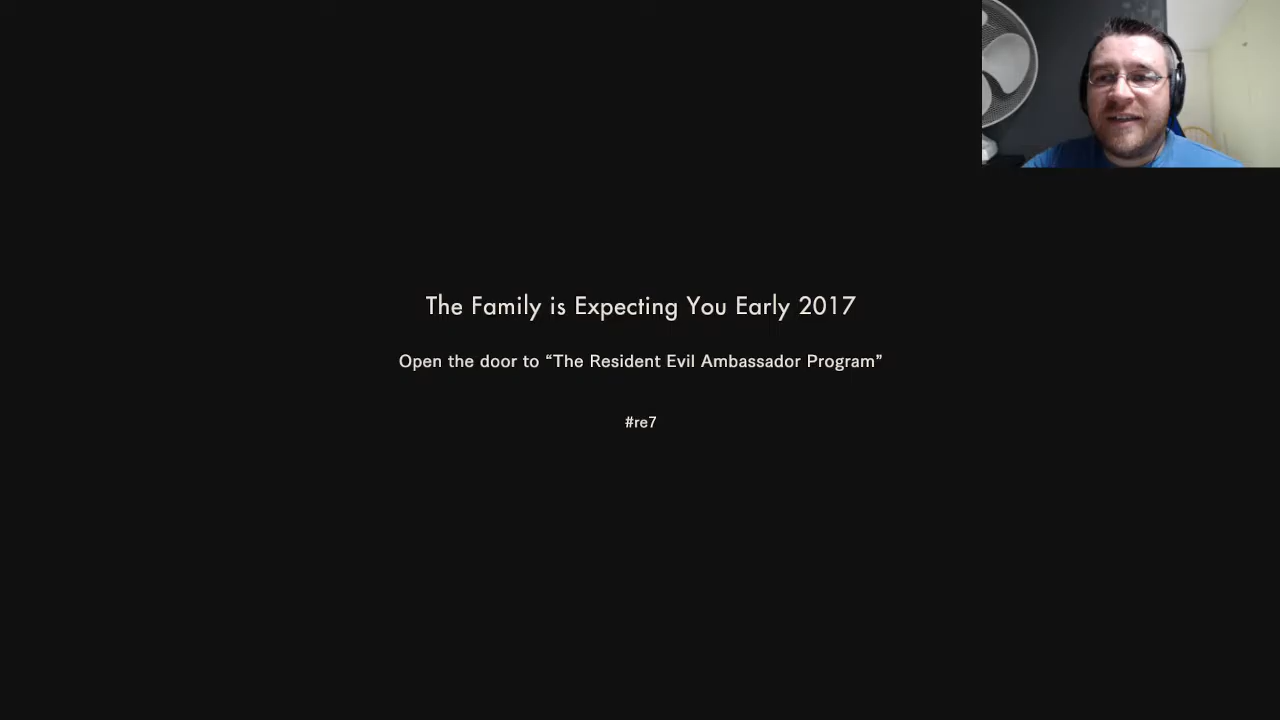 The Family is Expecting You Early 2017
Open the door to “The Resident Evil Ambassador Program”
#re7